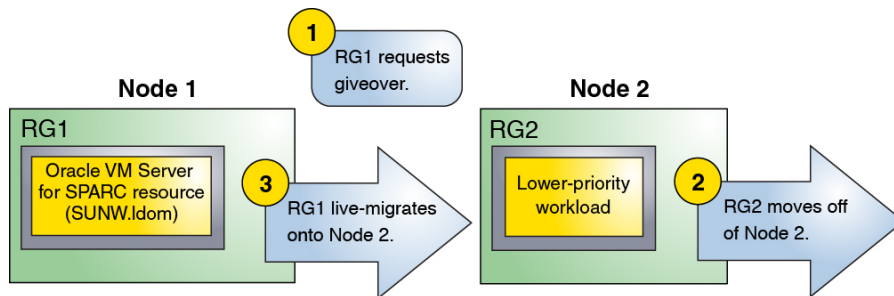 1
RG1 requests
giveover.
Node 1
Node 2
RG1
Oracle VM Server
for SPARC resource
(SUNW.ldom)
3
RG1 live-migrates
onto Node 2.
RG2
Lower-priority
workload
2
RG2 moves off
of Node 2.